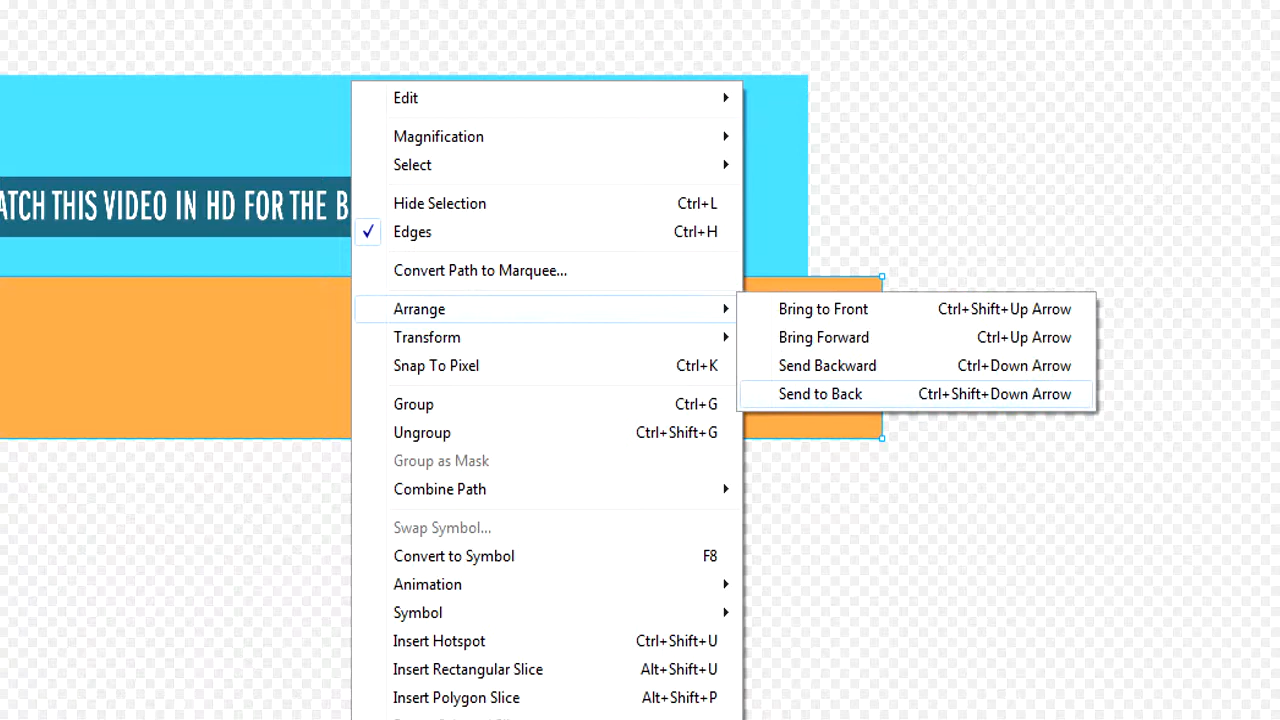 Edit
Magnification
Select
ATCH THIS VIDEO IN HD FOR THE B
Hide Selection Ctrl+L
Edges Ctrl+H
Convert Path to Marquee...
Arrange
Transform
Snap To Pixel Ctrl+K
Bring to Front Ctrl+Shift+Up Arrow
Bring Forward Ctrl+Up Arrow
Send Backward Ctrl+Down Arrow
Send to Back Ctrl+Shift+Down Arrow
Group Ctrl+G
Ungroup Ctrl+Shift+G
Group as Mask
Combine Path
Swap Symbol...
Convert to Symbol F8
Animation
Symbol
Insert Hotspot Ctrl+Shift+U
Insert Rectangular Slice Alt+Shift+U
Insert Polygon Slice Alt+Shift+P